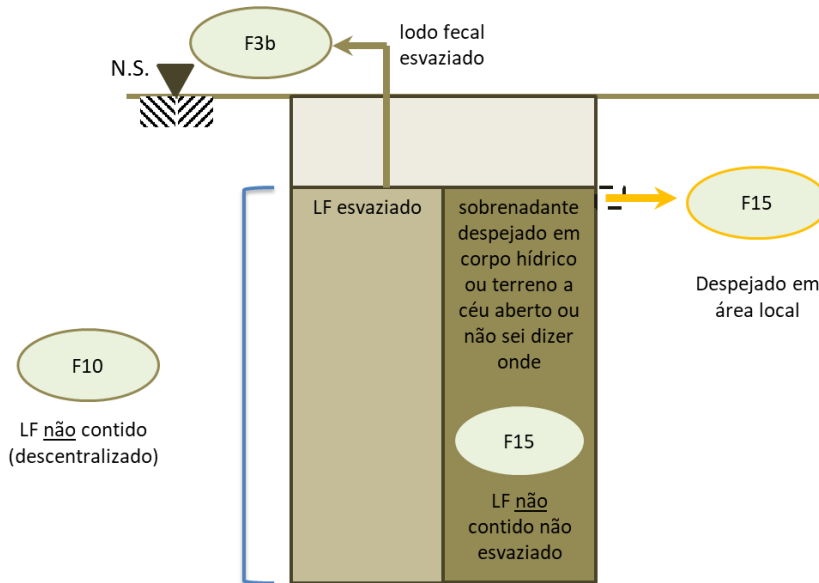 F3b
lodo fecal
esvaziado
N.S.
LF esvaziado
sobrenadante
despejado em
corpo hídrico
ou terreno a
céu aberto ou
não sei dizer
onde
F15
Despejado em
área local
F10
LF não contido
(descentralizado)
F15
LF não
contido não
esvaziado